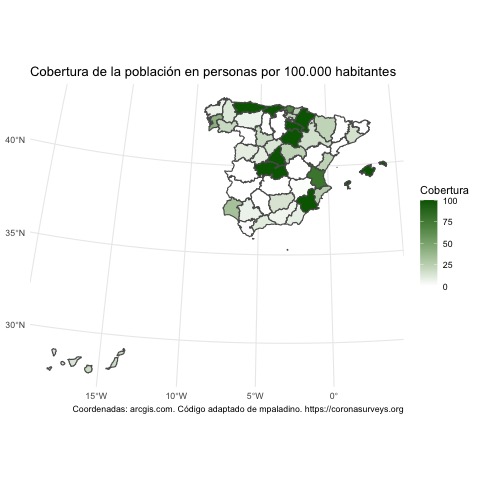 Cobertura de la población en personas por 100.000 habitantes
40°N
35°N
30°N
15°W
10°W
5°W
0°
Cobertura
100
75
50
25
0
Coordenadas: arcgis.com. Código adaptado de mpaladino. https://coronasurveys.org